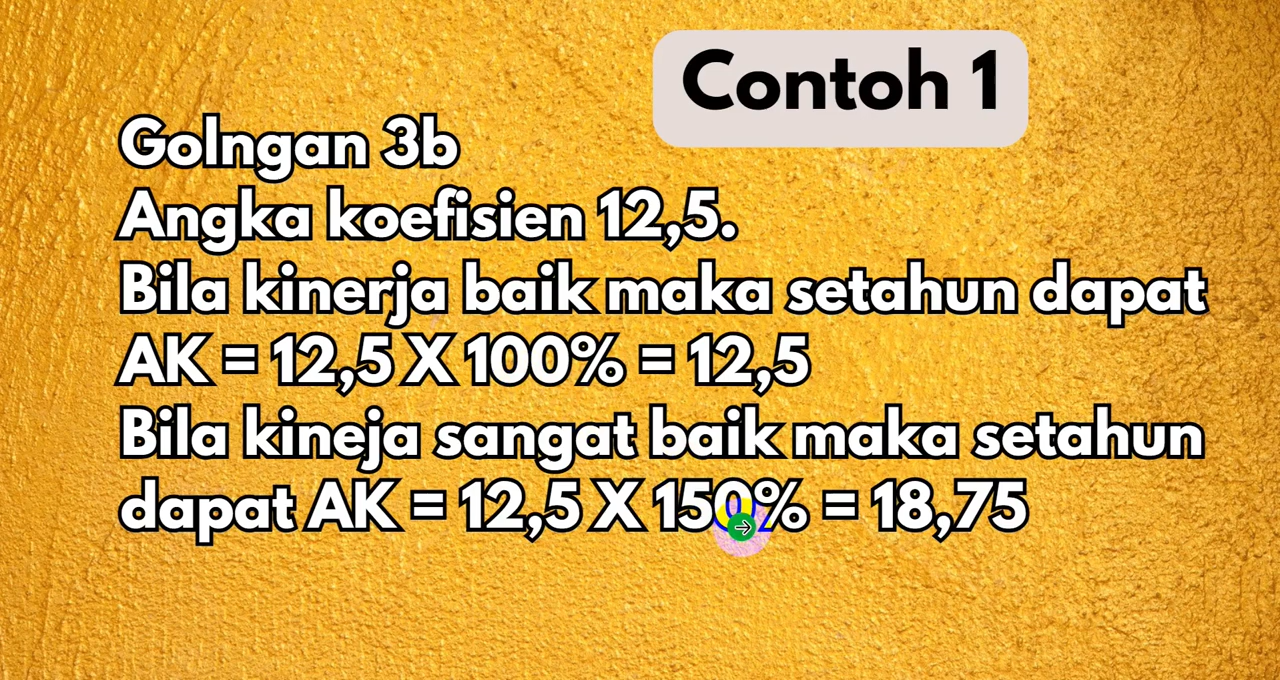 Contoh 1
Golngan 3b
Angka koefisien 12,5.
Bila kinerja baik maka setahun dapat
AK = 12,5 X 100% = 12,5
Bila kineja sangat baik maka setahun
dapat AK = 12,5 X 150% = 18,75